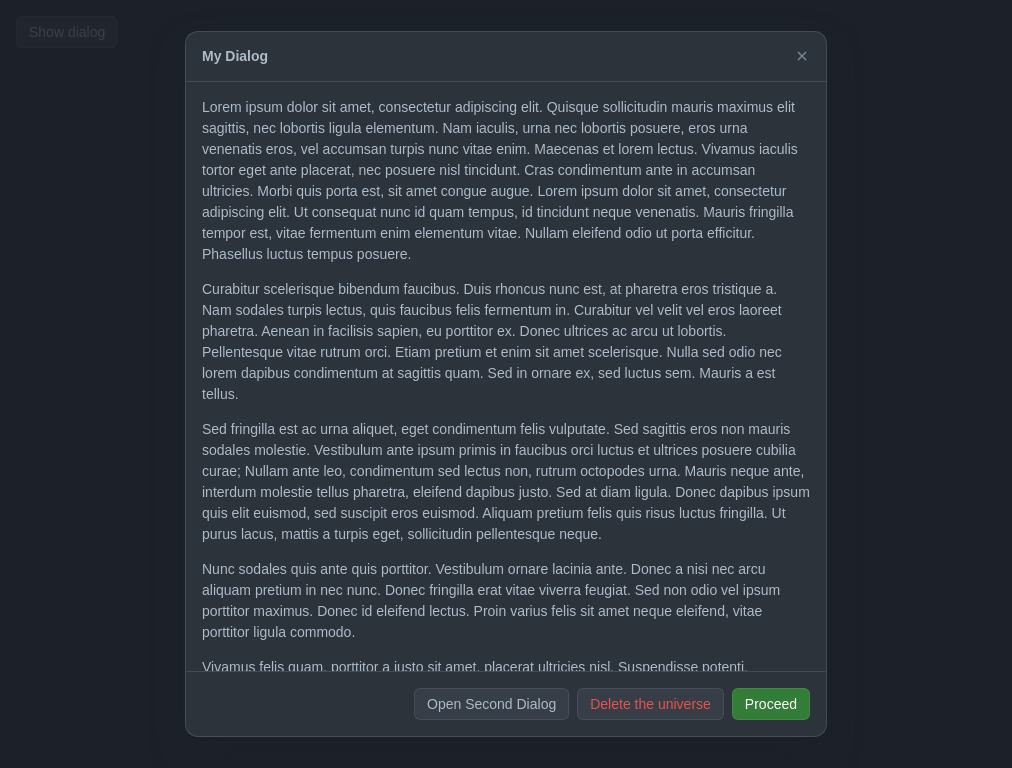 Show dialog
My Dialog
Lorem ipsum dolor sit amet, consectetur adipiscing elit. Quisque sollicitudin mauris maximus elit
sagittis, nec lobortis ligula elementum. Nam iaculis, urna nec lobortis posuere, eros urna
venenatis eros, vel accumsan turpis nunc vitae enim. Maecenas et lorem lectus. Vivamus iaculis
tortor eget ante placerat, nec posuere nisl tincidunt. Cras condimentum ante in accumsan
ultricies. Morbi quis porta est, sit amet congue augue. Lorem ipsum dolor sit amet, consectetur
adipiscing elit. Ut consequat nunc id quam tempus, id tincidunt neque venenatis. Mauris fringilla
tempor est, vitae fermentum enim elementum vitae. Nullam eleifend odio ut porta efficitur.
Phasellus luctus tempus posuere.
Curabitur scelerisque bibendum faucibus. Duis rhoncus nunc est, at pharetra eros tristique a.
Nam sodales turpis lectus, quis faucibus felis fermentum in. Curabitur vel velit vel eros laoreet
pharetra. Aenean in facilisis sapien, eu porttitor ex. Donec ultrices ac arcu ut lobortis.
Pellentesque vitae rutrum orci. Etiam pretium et enim sit amet scelerisque. Nulla sed odio nec
lorem dapibus condimentum at sagittis quam. Sed in ornare ex, sed luctus sem. Mauris a est
tellus.
Sed fringilla est ac urna aliquet, eget condimentum felis vulputate. Sed sagittis eros non mauris
sodales molestie. Vestibulum ante ipsum primis in faucibus orci luctus et ultrices posuere cubilia
curae; Nullam ante leo, condimentum sed lectus non, rutrum octopodes urna. Mauris neque ante,
interdum molestie tellus pharetra, eleifend dapibus justo. Sed at diam ligula. Donec dapibus ipsum
quis elit euismod, sed suscipit eros euismod. Aliquam pretium felis quis risus luctus fringilla. Ut
purus lacus, mattis a turpis eget, sollicitudin pellentesque neque.
Nunc sodales quis ante quis porttitor. Vestibulum ornare lacinia ante. Donec a nisi nec arcu
aliquam pretium in nec nunc. Donec fringilla erat vitae viverra feugiat. Sed non odio vel ipsum
porttitor maximus. Donec id eleifend lectus. Proin varius felis sit amet neque eleifend, vitae
porttitor ligula commodo.
Vivamus felis quam, porttitor a justo sit amet, placerat ultricies nisl. Suspendisse potenti.
Open Second Dialog
Delete the universe
Proceed